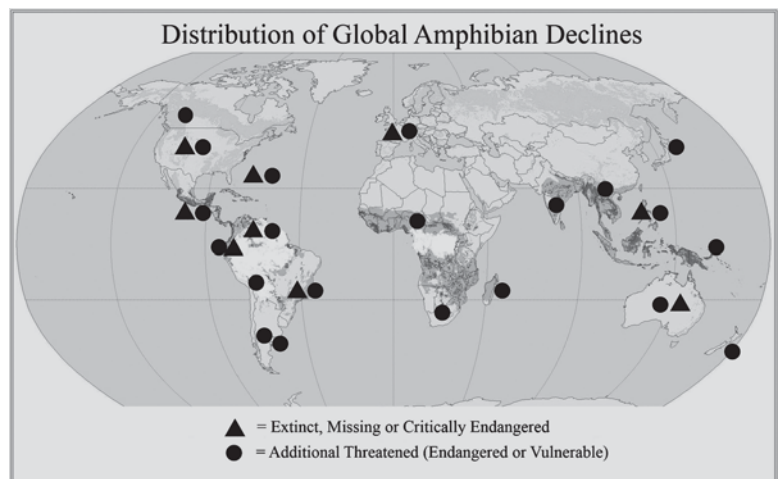 Distribution of Global Amphibian Declines
= Extinct, Missing or Critically Endangered
= Additional Threatened (Endangered or Vulnerable)